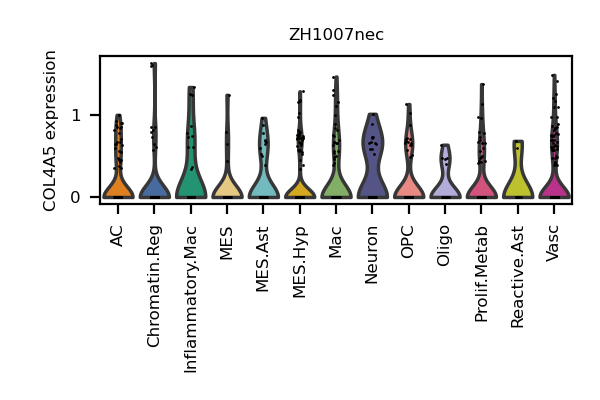 ZH1007nec
COL4A5 expression
1
0
AC
Chromatin.Reg
Inflammatory.Mac
MES
MES.Ast
MES.Hyp
Mac
Neuron
OPC
Oligo
Prolif.Metab
Reactive.Ast
Vasc